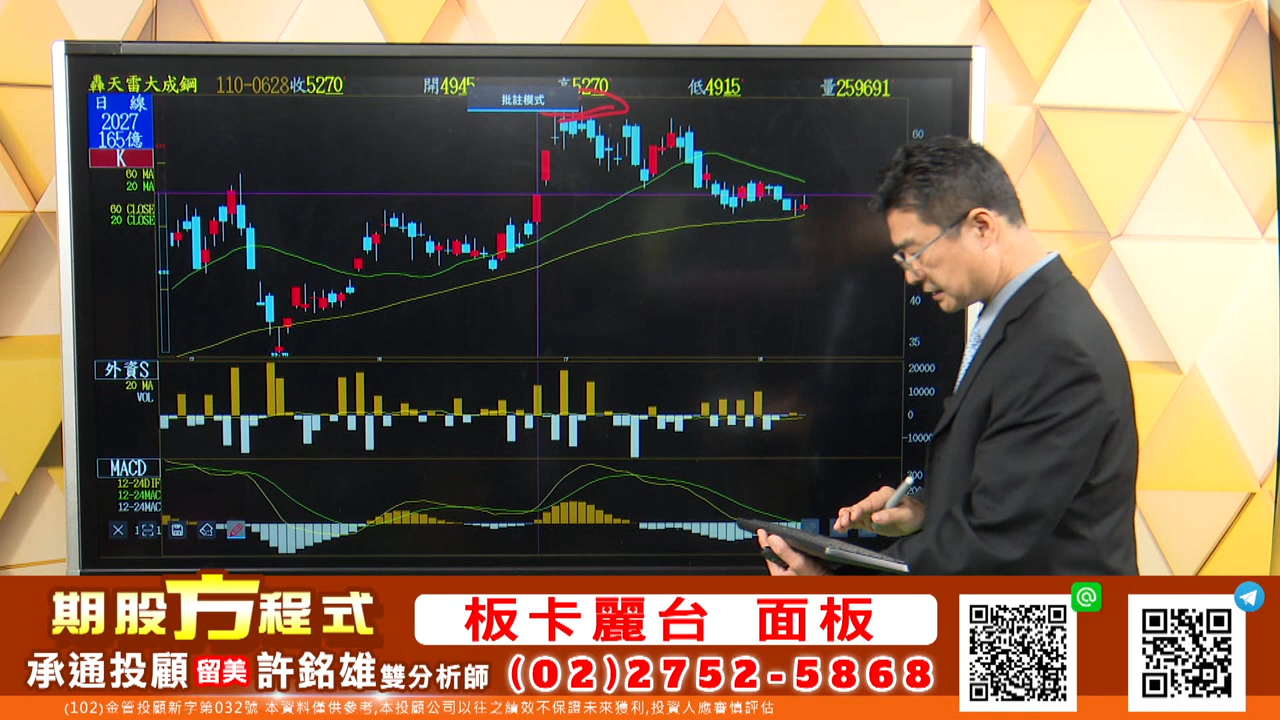 轟天雷大成鋼 110-0628收5270 開4945 高5270 低4915 量259691
批註模式
日 線
2027
165億
K
60 MA
20 MA
60 CLOSE
20 CLOSE
60
40
35
外資S
20 MA
VOL
20000
10000
0
-10000
MACD
12-24DIF
12-24MAC
12-24MAC
200
期股方程式
板卡麗台 面板
承通投顧 留美 許銘雄雙分析師 (02)2752-5868
(102)金管投顧新字第032號 本資料僅供參考,本投顧公司以往之績效不保證未來獲利,投資人應審慎評估